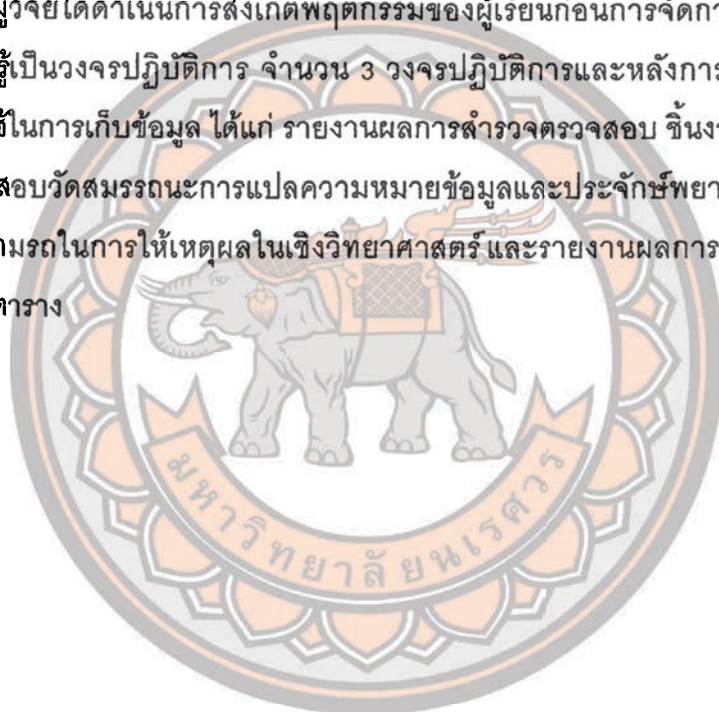 ผู้วิจัยได้ดำเนินการสังเกตพฤติกรรมของผู้เรียนก่อนการจัดกา
รู้เป็นวงจรปฏิบัติการ จำนวน 3 วงจรปฏิบัติการและหลังการ
ช้ในการเก็บข้อมูล ได้แก่ รายงานผลการสำรวจตรวจสอบ ชิ้นงา
สอบวัดสมรรถนะการแปลความหมายข้อมูลและประจักษ์พยา
ามรถในการให้เหตุผลในเชิงวิทยาศาสตร์ และรายงานผลการ
ตาราง
มหาวิทยาลัยนเรศวร